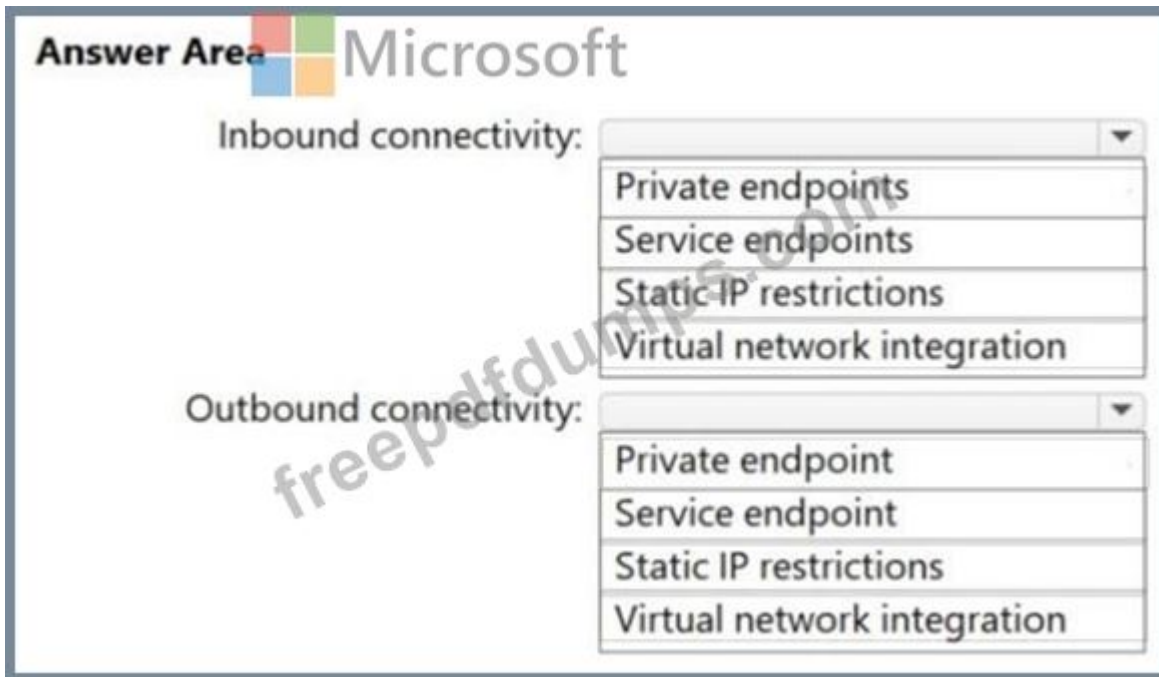 Answer Area Microsoft
Inbound connectivity:
Private endpoints
Service endpoints
Static IP restrictions
Virtual network integration
Outbound connectivity:
Private endpoint
Service endpoint
Static IP restrictions
Virtual network integration
freepdfdumps.com